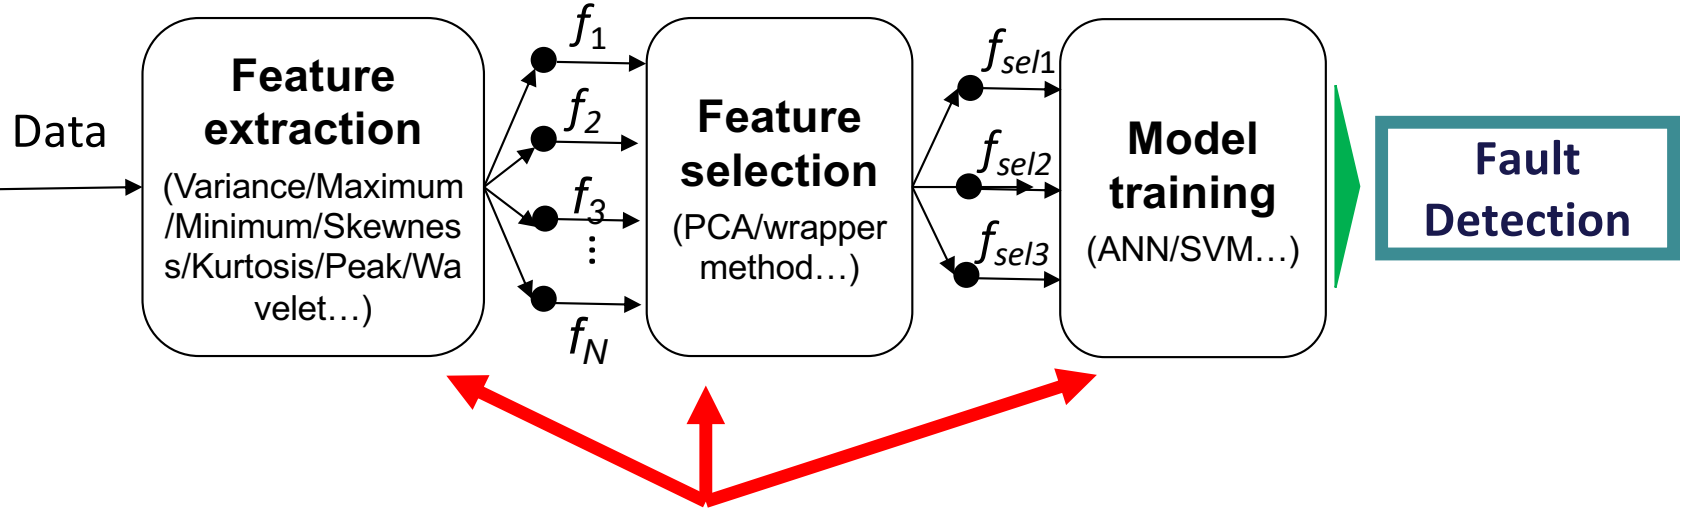 Data
Feature
extraction
(Variance/Maximum
/Minimum/Skewnes
s/Kurtosis/Peak/Wa
velet…)
f1
f2
f3
⋮
fN
Feature
selection
(PCA/wrapper
method…)
fsel1
fsel2
fsel3
Model
training
(ANN/SVM…)
Fault
Detection